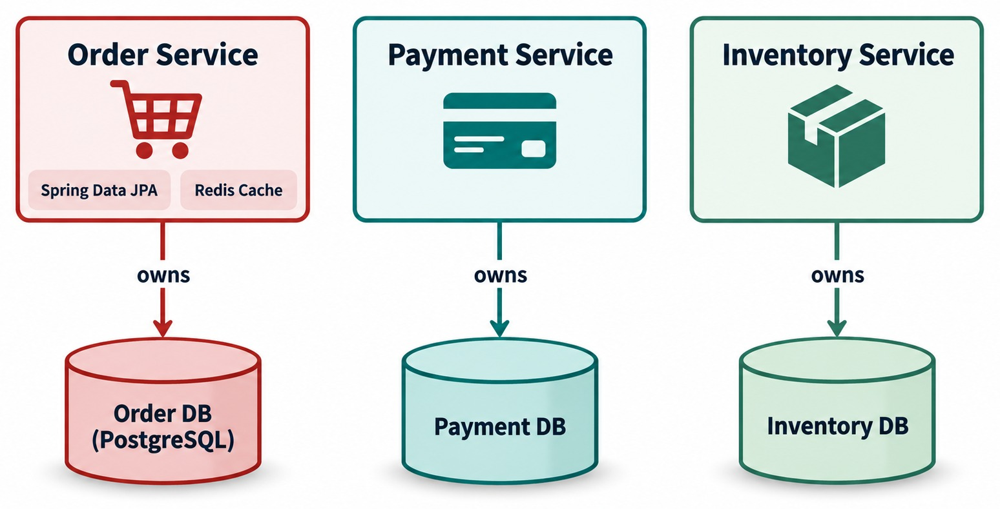 Order Service
Payment Service
Inventory Service
Spring Data JPA
Redis Cache
owns
owns
owns
Order DB
(PostgreSQL)
Payment DB
Inventory DB